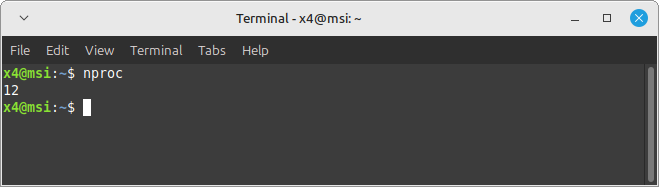 Terminal - x4@msi: ~
File Edit View Terminal Tabs Help
x4@msi:~$ nproc
12
x4@msi:~$